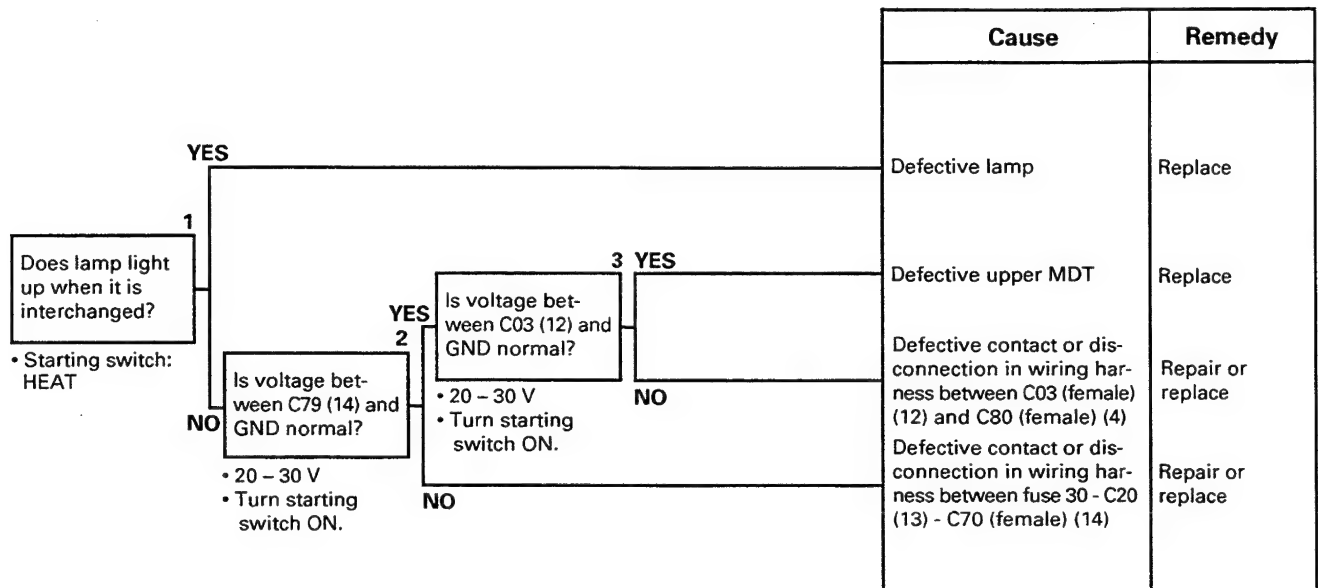 Cause
Remedy
YES
Defective lamp
Replace
1
Does lamp light
up when it is
interchanged?
• Starting switch:
HEAT
3 YES
Is voltage bet-
ween C03 (12) and
GND normal?
• 20 – 30 V
• Turn starting
switch ON.
Defective upper MDT
Replace
YES
2
NO
Is voltage bet-
ween C79 (14) and
GND normal?
• 20 – 30 V
• Turn starting
switch ON.
NO
Defective contact or dis-
connection in wiring har-
ness between C03 (female)
(12) and C80 (female) (4)
Repair or
replace
NO
Defective contact or dis-
connection in wiring har-
ness between fuse 30 - C20
(13) - C70 (female) (14)
Repair or
replace